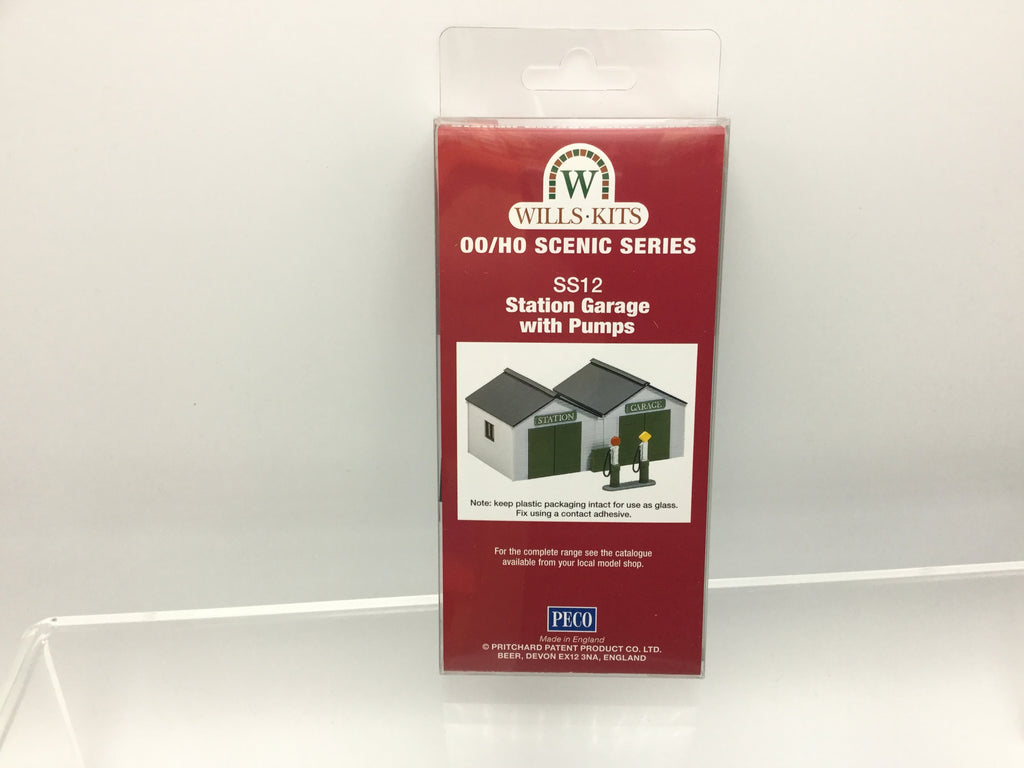 W
WILLS·KITS
OO/HO SCENIC SERIES
SS12
Station Garage
with Pumps
STATION
GARAGE
Note: keep plastic packaging intact for use as glass.
Fix using a contact adhesive.
For the complete range see the catalogue
available from your local model shop.
PECO
Made in England
© PRITCHARD PATENT PRODUCT CO. LTD.
BEER, DEVON EX12 3NA, ENGLAND